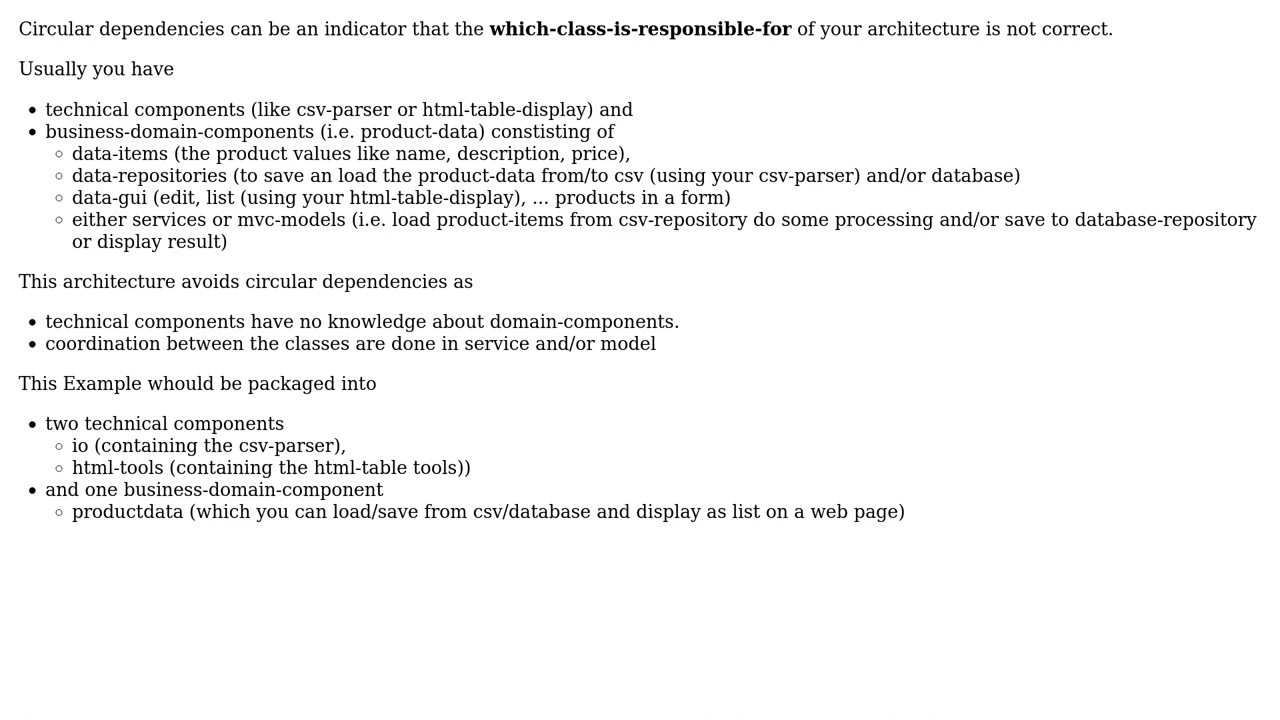 Circular dependencies can be an indicator that the which-class-is-responsible-for of your architecture is not correct.
Usually you have
technical components (like csv-parser or html-table-display) and
business-domain-components (i.e. product-data) constisting of
data-items (the product values like name, description, price),
data-repositories (to save an load the product-data from/to csv (using your csv-parser) and/or database)
data-gui (edit, list (using your html-table-display), ... products in a form)
either services or mvc-models (i.e. load product-items from csv-repository do some processing and/or save to database-repository
or display result)
This architecture avoids circular dependencies as
technical components have no knowledge about domain-components.
coordination between the classes are done in service and/or model
This Example whould be packaged into
two technical components
io (containing the csv-parser),
html-tools (containing the html-table tools))
and one business-domain-component
productdata (which you can load/save from csv/database and display as list on a web page)